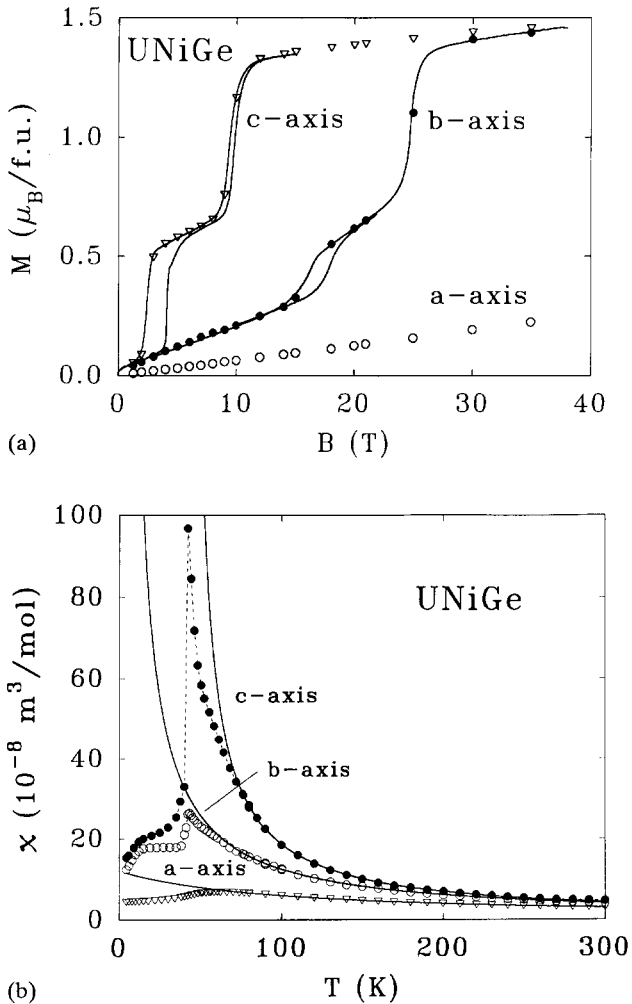 UNiGe
c-axis
b-axis
a-axis
M (μB/f.u.)
1.5
1.0
0.5
0.0
0 10 20 30 40
B (T)
(a)
UNiGe
c-axis
b-axis
a-axis
χ (10⁻⁸ m³/mol)
100
80
60
40
20
0
0 100 200 300
T (K)
(b)